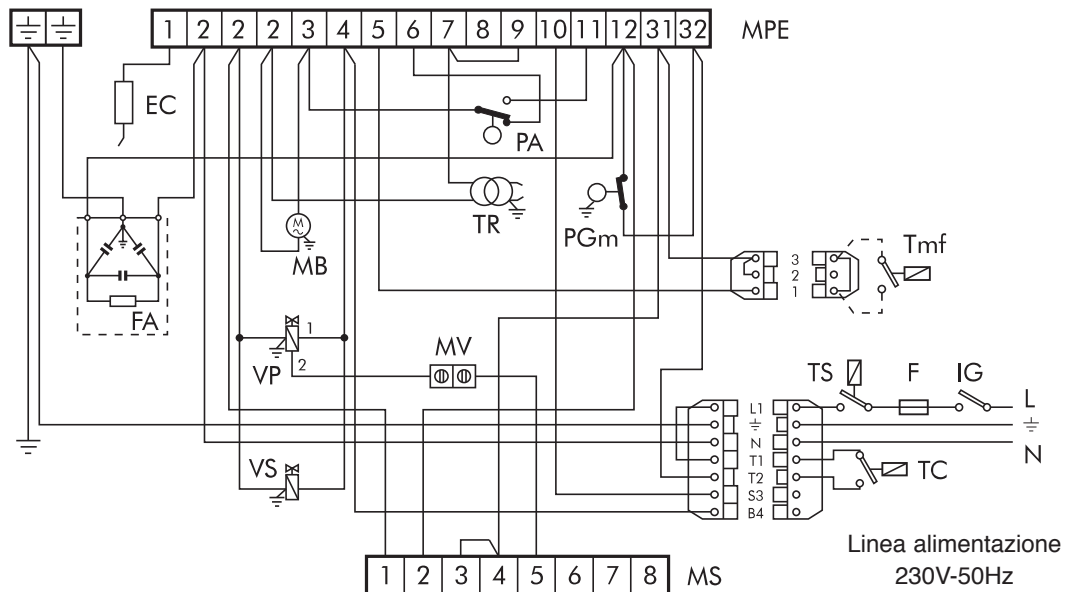 1 2 2 2 3 4 5 6 7 8 9 10 11 12 31 32 MPE
EC
PA
TR
PGm
M
MB
Tmf
3
2
1
FA
1
VP
2
MV
TS F IG
L1 L
N N
T1
T2 TC
S3
B4
VS
Linea alimentazione
230V-50Hz
1 2 3 4 5 6 7 8 MS